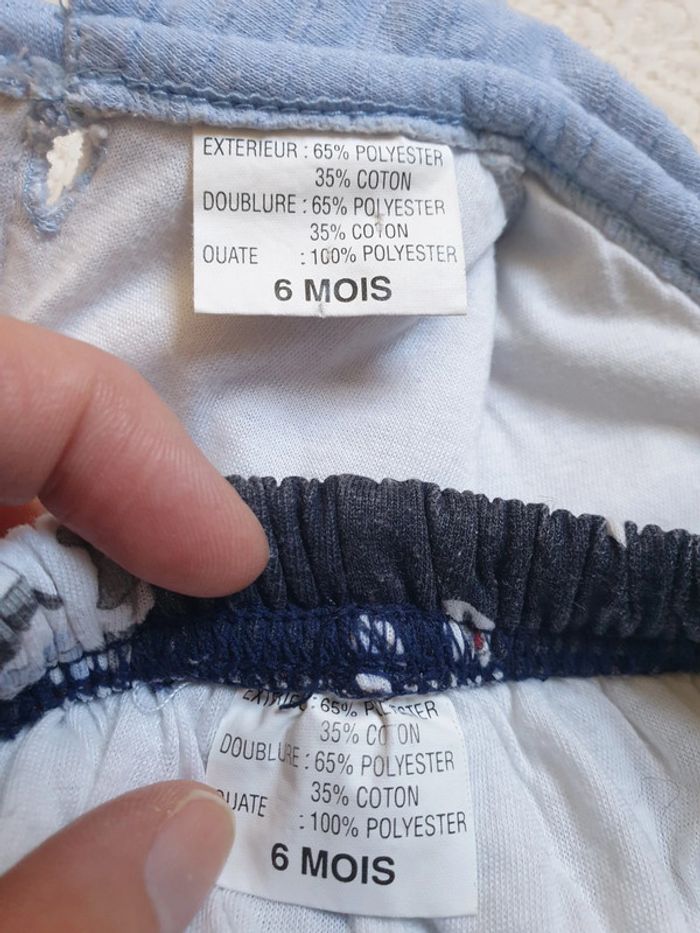 EXTERIEUR : 65% POLYESTER
35% COTON
DOUBLURE : 65% POLYESTER
35% COTON
OUATE : 100% POLYESTER
6 MOIS
: 65% POLYESTER
35% COTON
DOUBLURE : 65% POLYESTER
35% COTON
: 100% POLYESTER
6 MOIS